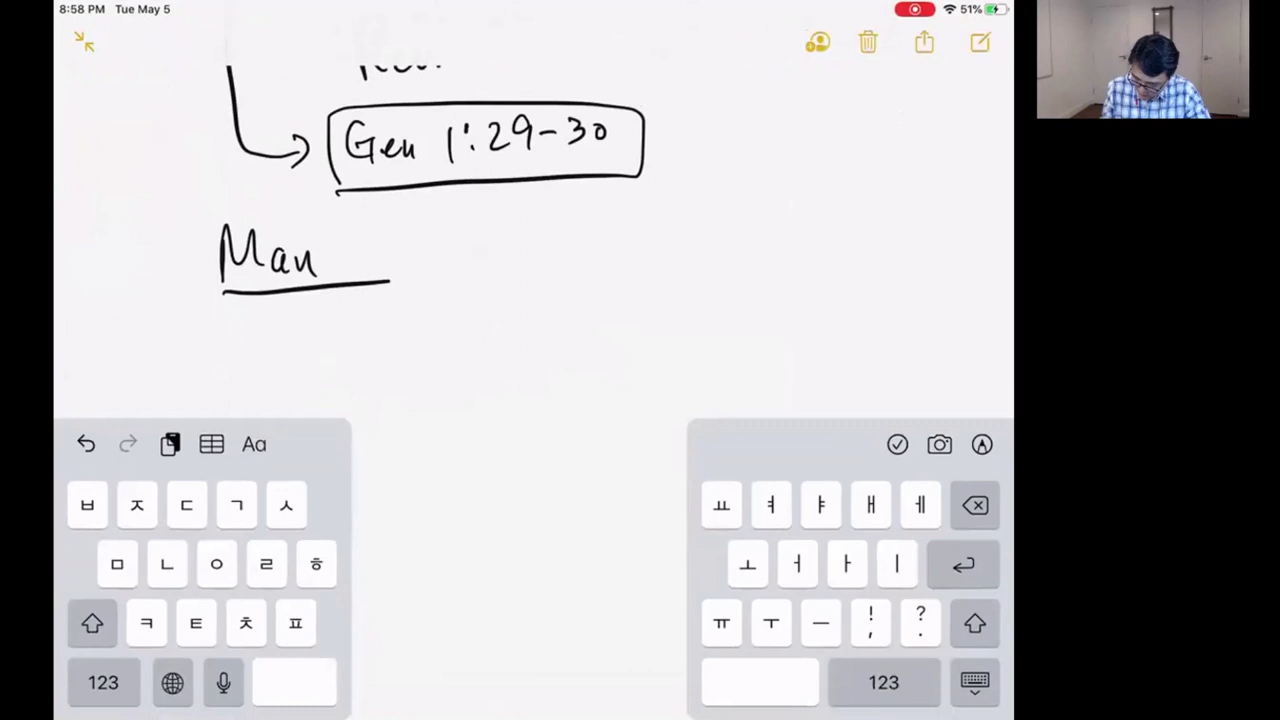 8:58 PM Tue May 5
51%
Gen 1:29-30
Man
Aa
ㅂ ㅈ ㄷ ㄱ ㅅ
ㅛ ㅕ ㅑ ㅐ ㅔ
ㅁ ㄴ ㅇ ㄹ ㅎ
ㅗ ㅓ ㅏ ㅣ
ㅋ ㅌ ㅊ ㅍ
ㅠ ㅜ ㅡ ! , ? .
123
123